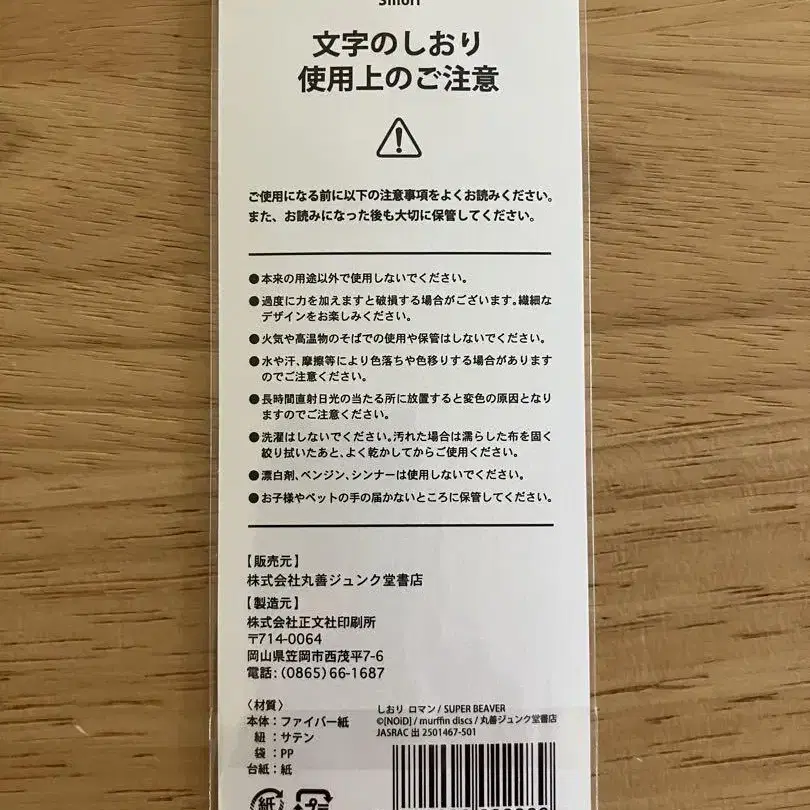 Shiori
文字のしおり
使用上のご注意
ご使用になる前に以下の注意事項をよくお読みください。
また、お読みになった後も大切に保管してください。
●本来の用途以外で使用しないでください。
●過度に力を加えますと破損する場合がございます。繊細な
デザインをお楽しみください。
●火気や高温物のそばでの使用や保管はしないでください。
●水や汗、摩擦等により色落ちや色移りする場合があります
のでご注意ください。
●長時間直射日光の当たる所に放置すると変色の原因となり
ますのでご注意ください。
●洗濯はしないでください。汚れた場合は濡らした布を固く
絞り拭いたあと、よく乾かしてからご使用ください。
●漂白剤、ベンジン、シンナーは使用しないでください。
●お子様やペットの手の届かないところに保管してください。
【販売元】
株式会社丸善ジュンク堂書店
【製造元】
株式会社正文社印刷所
〒714-0064
岡山県笠岡市西茂平7-6
電話:(0865)66-1687
〈材質〉
本体:ファイバー紙
紐:サテン
袋:PP
台紙:紙
しおり ロマン / SUPER BEAVER
©[NOiD] / murffin discs / 丸善ジュンク堂書店
JASRAC 出 2501467-501
紙
プラ